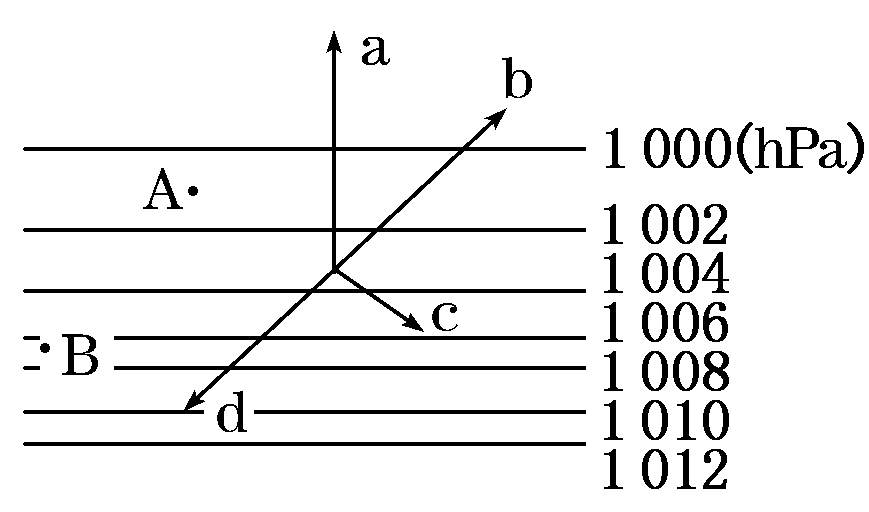 a
b
1 000(hPa)
A
1 002
1 004
c
1 006
B
1 008
d
1 010
1 012